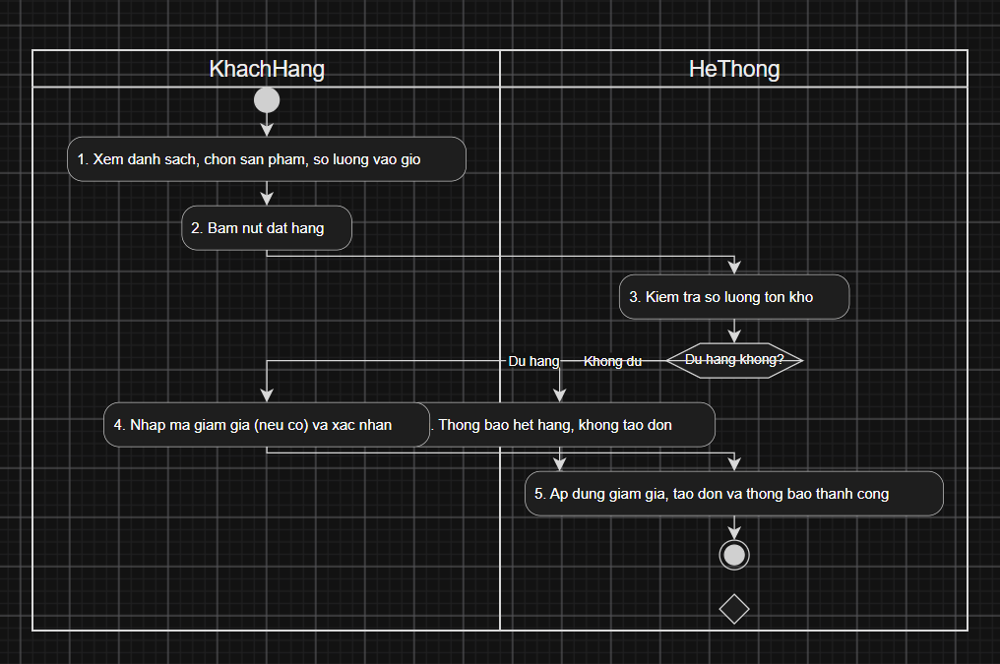 KhachHang
HeThong
1. Xem danh sach, chon san pham, so luong vao gio
2. Bam nut dat hang
3. Kiem tra so luong ton kho
Du hang khong?
Du hang
Khong du
4. Nhap ma giam gia (neu co) va xac nhan
. Thong bao het hang, khong tao don
5. Ap dung giam gia, tao don va thong bao thanh cong